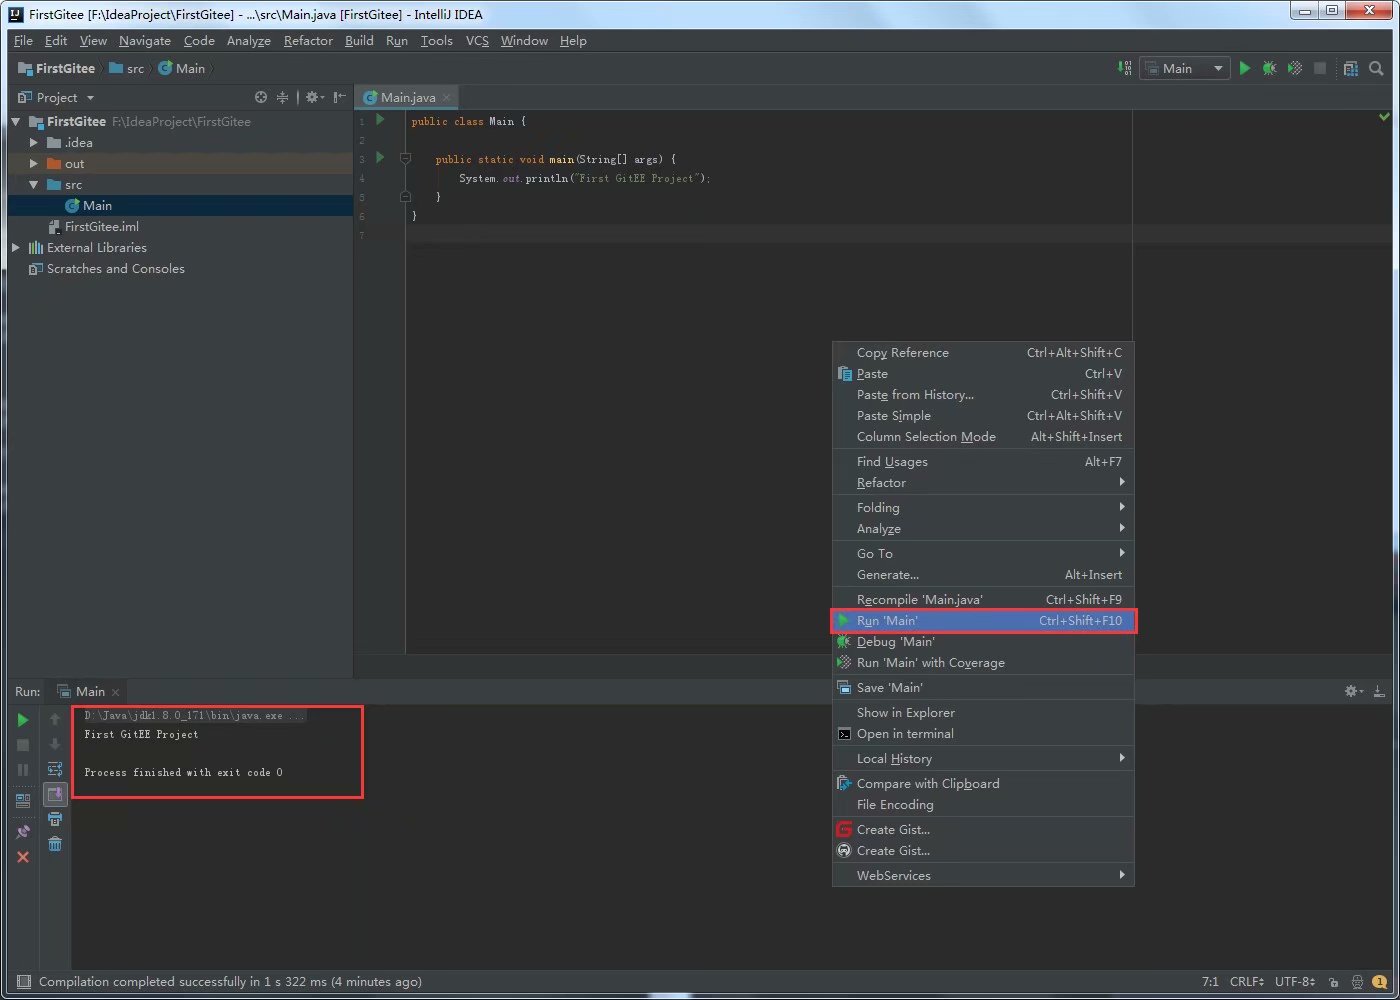 FirstGitee [F:\IdeaProject\FirstGitee] - ...\src\Main.java [FirstGitee] - IntelliJ IDEA
File Edit View Navigate Code Analyze Refactor Build Run Tools VCS Window Help
FirstGitee src Main
Main
Project
Main.java
FirstGitee F:\IdeaProject\FirstGitee
.idea
out
src
Main
FirstGitee.iml
External Libraries
Scratches and Consoles
1 public class Main {
2
3 public static void main(String[] args) {
4 System.out.println("First GitEE Project");
5 }
6 }
7
Copy Reference Ctrl+Alt+Shift+C
Paste Ctrl+V
Paste from History... Ctrl+Shift+V
Paste Simple Ctrl+Alt+Shift+V
Column Selection Mode Alt+Shift+Insert
Find Usages Alt+F7
Refactor
Folding
Analyze
Go To
Generate... Alt+Insert
Recompile 'Main.java' Ctrl+Shift+F9
Run 'Main' Ctrl+Shift+F10
Debug 'Main'
Run 'Main' with Coverage
Save 'Main'
Show in Explorer
Open in terminal
Local History
Compare with Clipboard
File Encoding
Create Gist...
Create Gist...
WebServices
Run: Main
D:\Java\jdk1.8.0_171\bin\java.exe ...
First GitEE Project
Process finished with exit code 0
Compilation completed successfully in 1 s 322 ms (4 minutes ago)
7:1 CRLF UTF-8 1